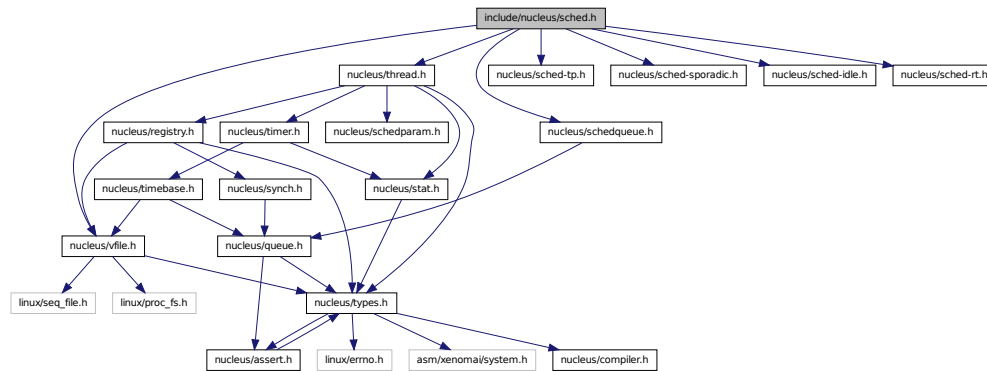 include/nucleus/sched.h
nucleus/thread.h
nucleus/sched-tp.h
nucleus/sched-sporadic.h
nucleus/sched-idle.h
nucleus/sched-rt.h
nucleus/registry.h
nucleus/timer.h
nucleus/schedparam.h
nucleus/schedqueue.h
nucleus/timebase.h
nucleus/synch.h
nucleus/stat.h
nucleus/vfile.h
nucleus/queue.h
linux/seq_file.h
linux/proc_fs.h
nucleus/types.h
nucleus/assert.h
linux/errno.h
asm/xenomai/system.h
nucleus/compiler.h